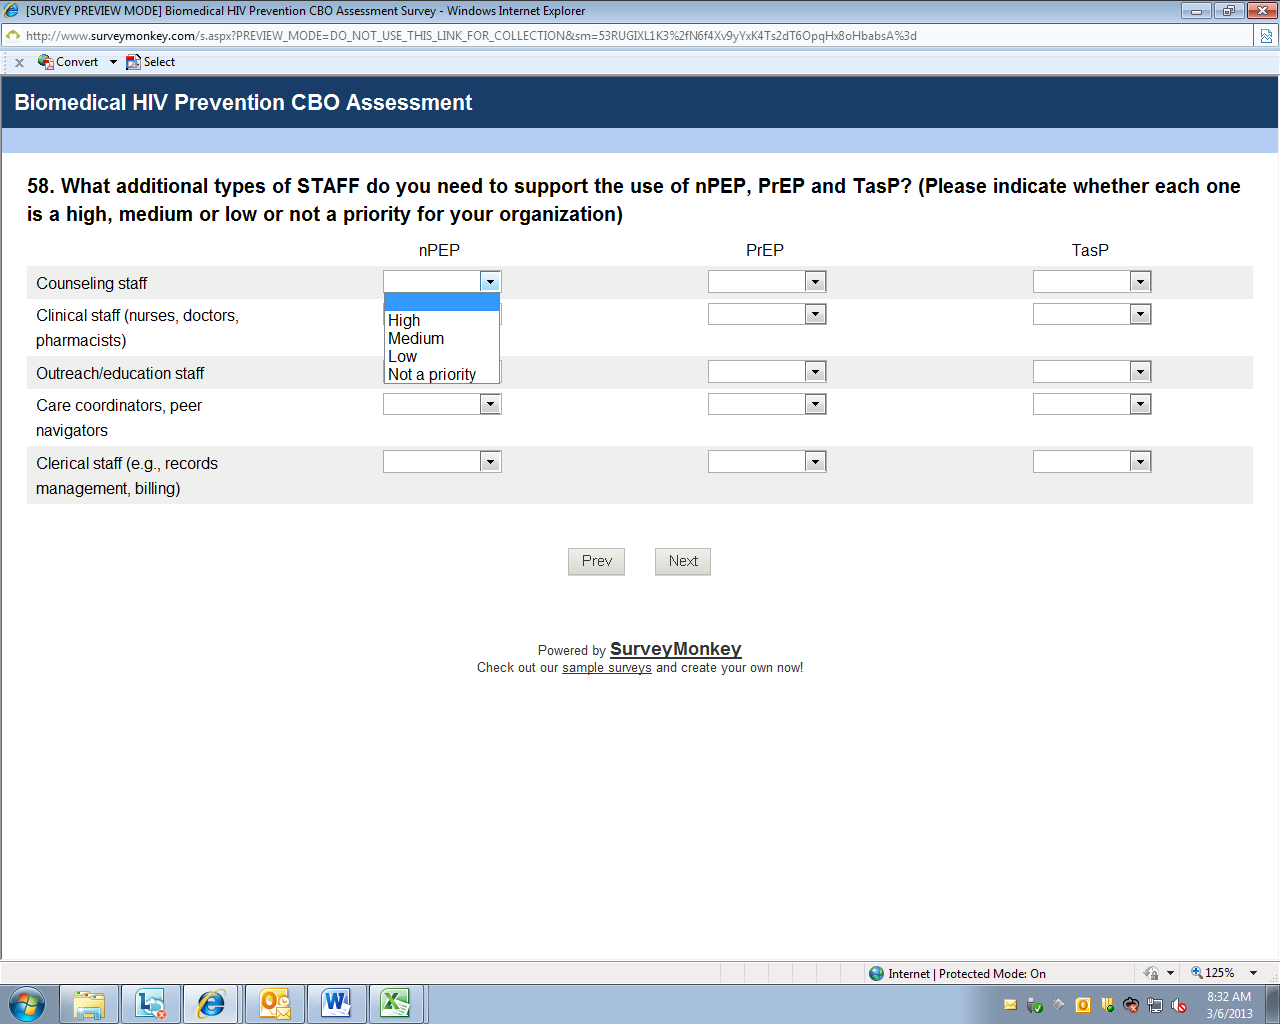 [SURVEY PREVIEW MODE] Biomedical HIV Prevention CBO Assessment Survey - Windows Internet Explorer
http://www.surveymonkey.com/s.aspx?PREVIEW_MODE=DO_NOT_USE_THIS_LINK_FOR_COLLECTION&sm=53RUGIXL1K3%2fN6f4Xv9yYxK4Ts2dT6OpqHx8oHbabsA%3d
x Convert Select
Biomedical HIV Prevention CBO Assessment
58. What additional types of STAFF do you need to support the use of nPEP, PrEP and TasP? (Please indicate whether each one
is a high, medium or low or not a priority for your organization)
nPEP PrEP TasP
Counseling staff
Clinical staff (nurses, doctors,
pharmacists)
High
Medium
Low
Not a priority
Outreach/education staff
Care coordinators, peer
navigators
Clerical staff (e.g., records
management, billing)
Prev Next
Powered by SurveyMonkey
Check out our sample surveys and create your own now!
Internet | Protected Mode: On 125%
8:32 AM
3/6/2013